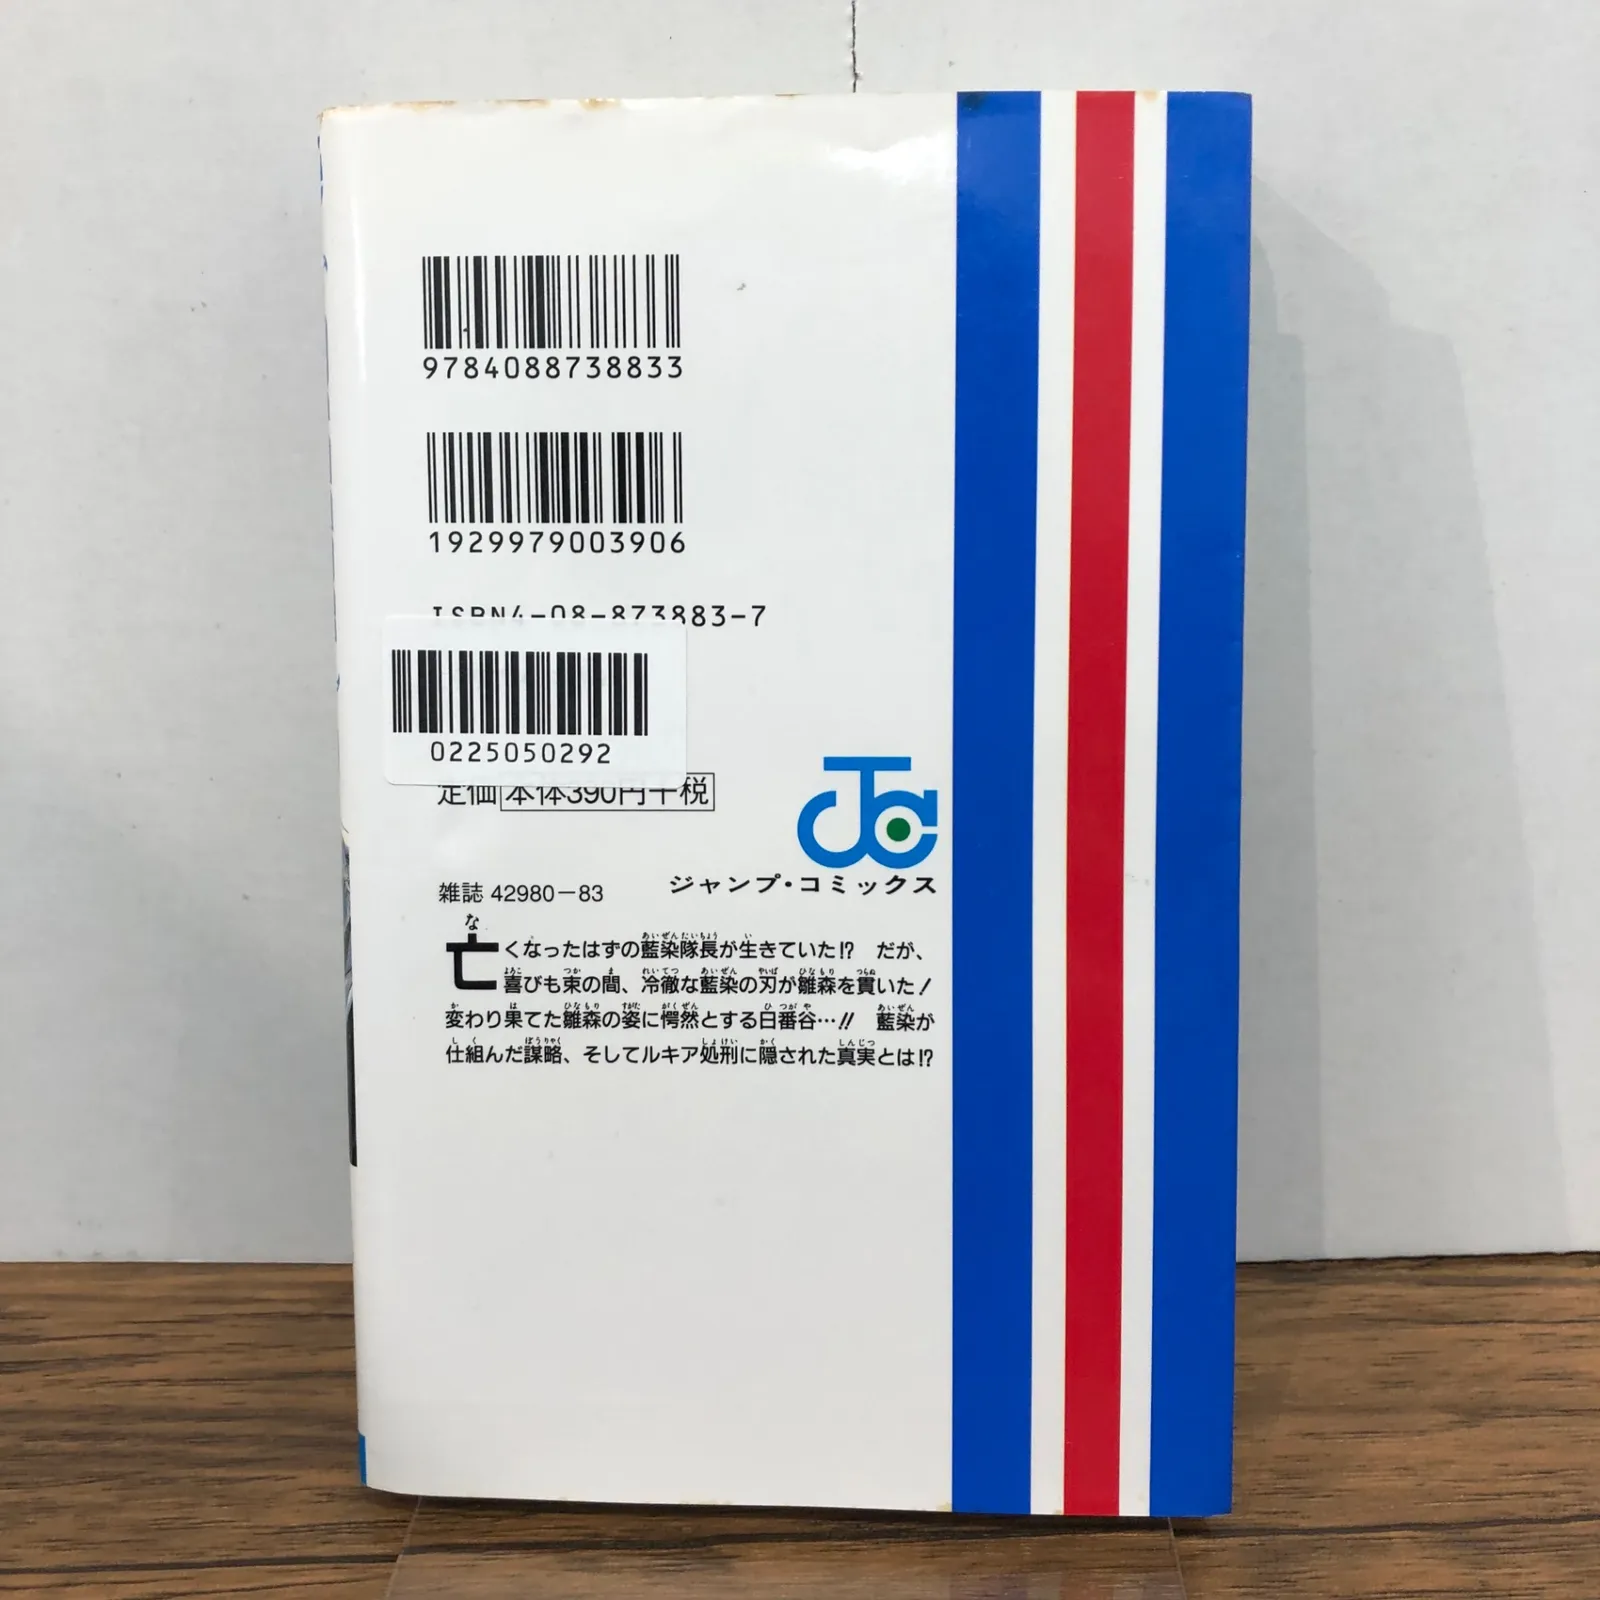 9784088738833
1929979003906
ISBN4-08-873883-7
0225050292
定価 本体390円+税
JC
ジャンプ・コミックス
雑誌 42980-83
亡くなったはずの藍染隊長が生きていた!? だが、
喜びも束の間、冷徹な藍染の刃が雛森を貫いた!
変わり果てた雛森の姿に愕然とする日番谷…!! 藍染が
仕組んだ謀略、そしてルキア処刑に隠された真実とは!?